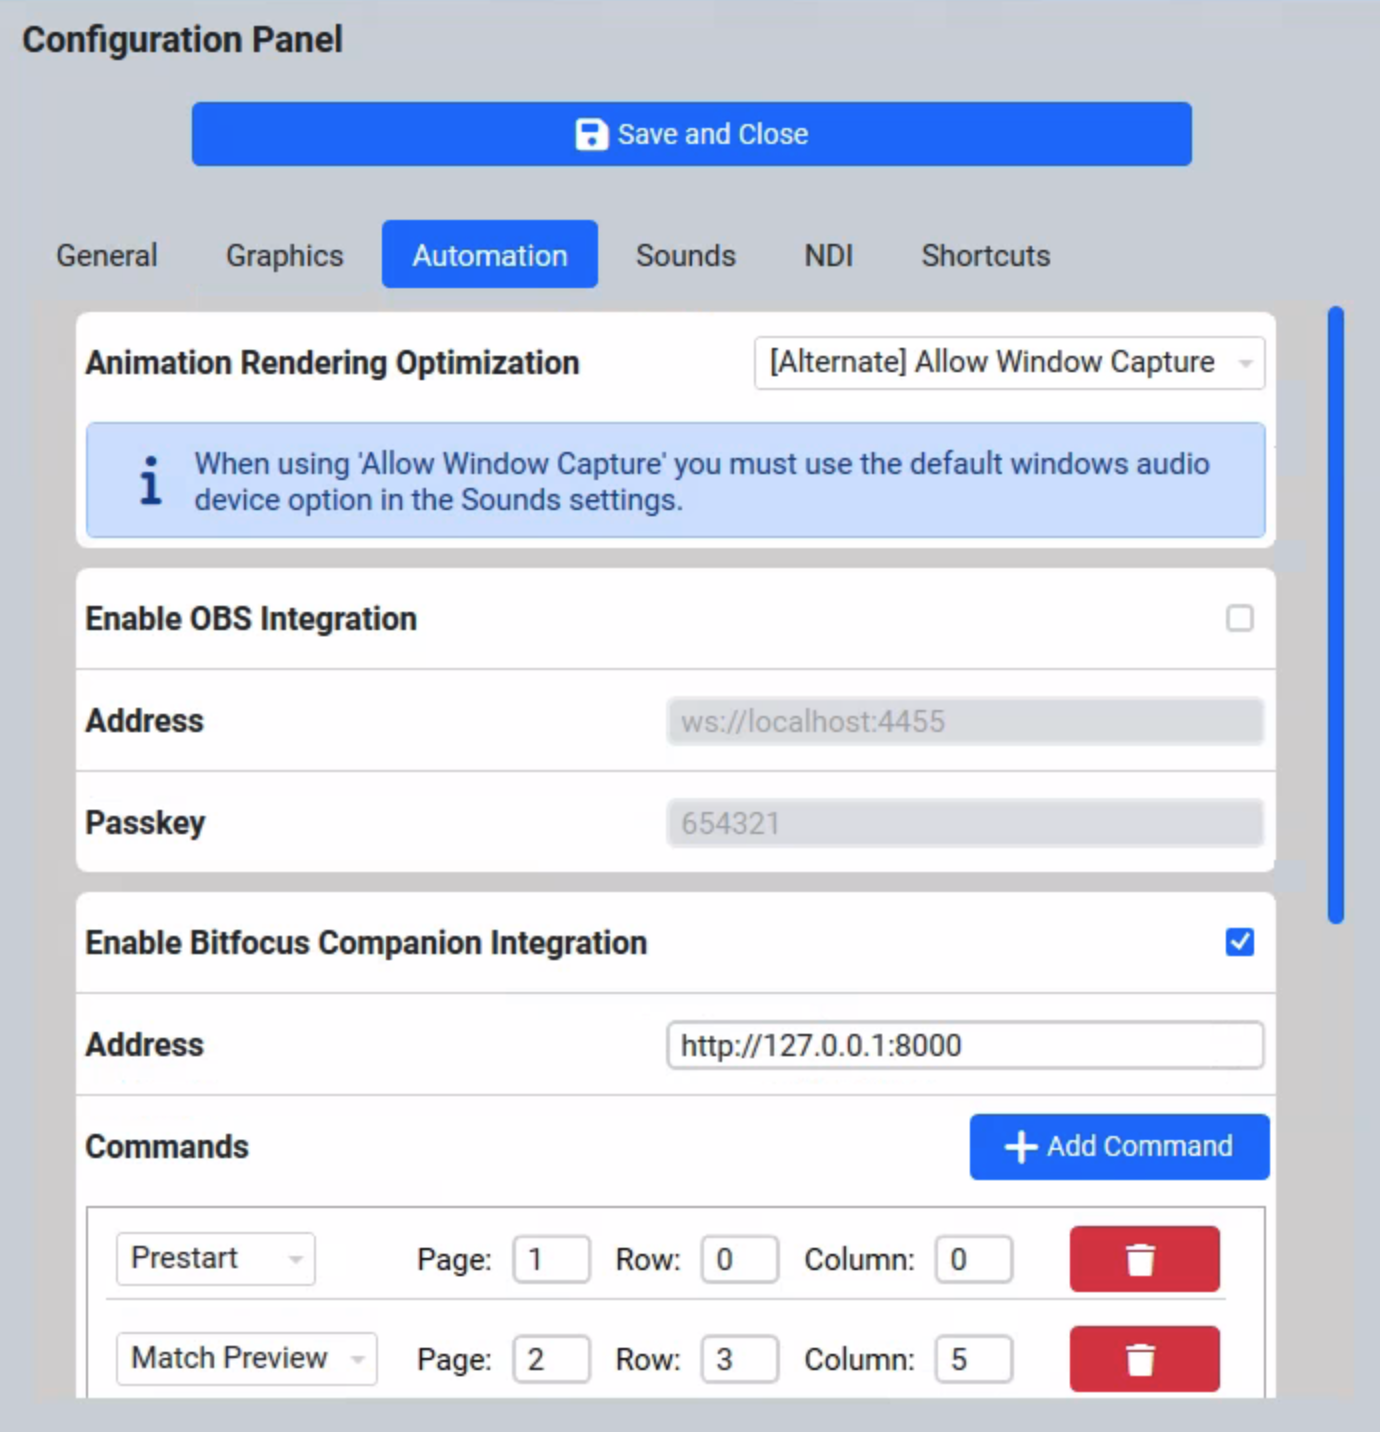 Configuration Panel
Save and Close
General Graphics Automation Sounds NDI Shortcuts
Animation Rendering Optimization [Alternate] Allow Window Capture
When using 'Allow Window Capture' you must use the default windows audio
device option in the Sounds settings.
Enable OBS Integration
Address ws://localhost:4455
Passkey 654321
Enable Bitfocus Companion Integration
Address http://127.0.0.1:8000
Commands Add Command
Prestart Page: 1 Row: 0 Column: 0
Match Preview Page: 2 Row: 3 Column: 5